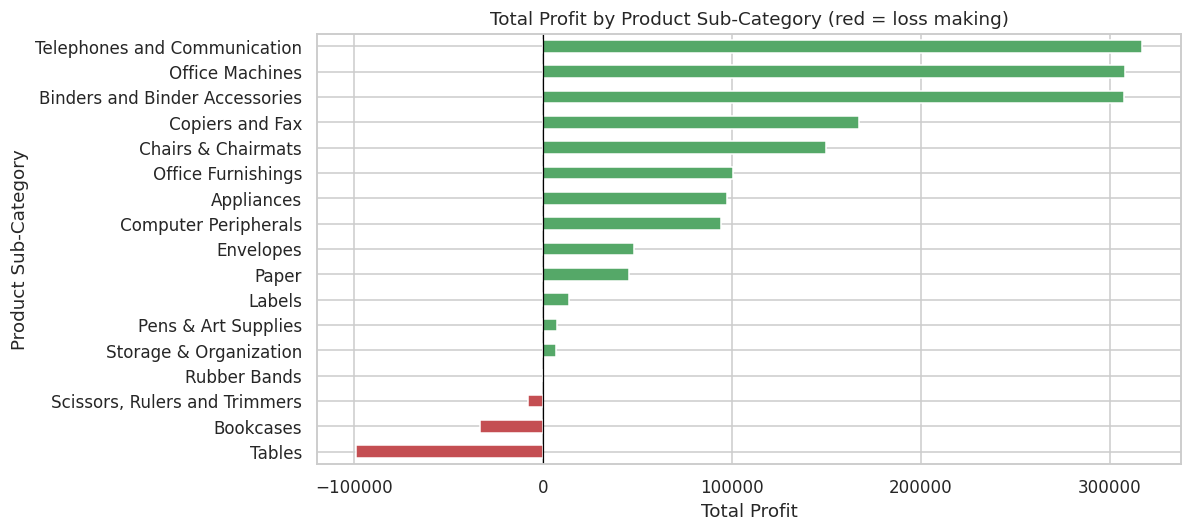 Total Profit by Product Sub-Category (red = loss making)
Product Sub-Category
Telephones and Communication
Office Machines
Binders and Binder Accessories
Copiers and Fax
Chairs & Chairmats
Office Furnishings
Appliances
Computer Peripherals
Envelopes
Paper
Labels
Pens & Art Supplies
Storage & Organization
Rubber Bands
Scissors, Rulers and Trimmers
Bookcases
Tables
−100000 0 100000 200000 300000
Total Profit